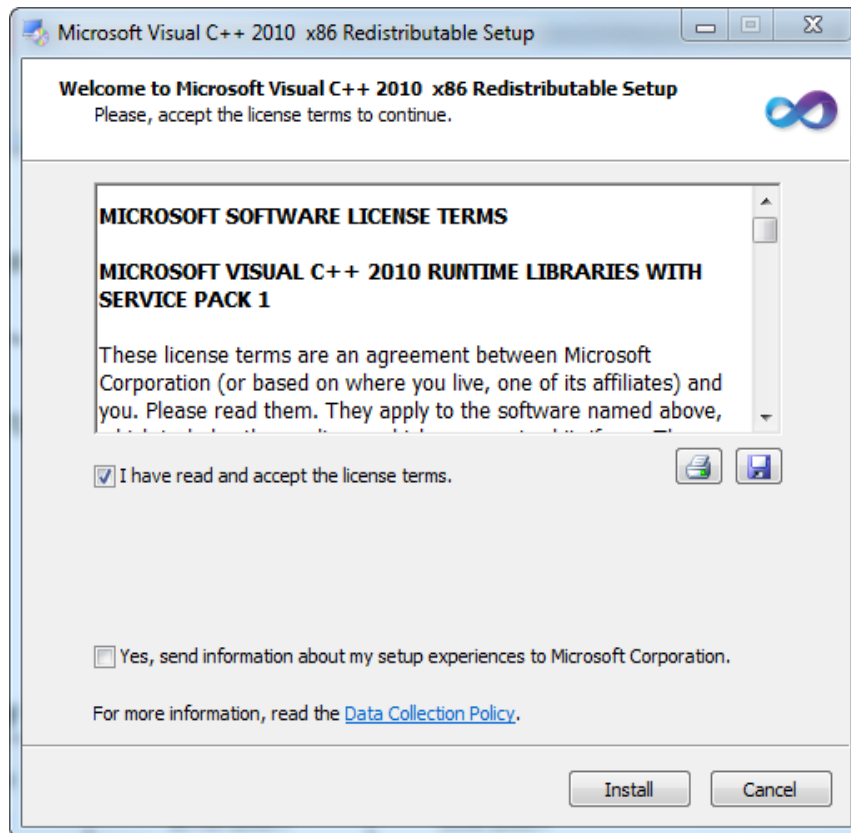 Microsoft Visual C++ 2010 x86 Redistributable Setup
Welcome to Microsoft Visual C++ 2010 x86 Redistributable Setup
Please, accept the license terms to continue.
MICROSOFT SOFTWARE LICENSE TERMS
MICROSOFT VISUAL C++ 2010 RUNTIME LIBRARIES WITH
SERVICE PACK 1
These license terms are an agreement between Microsoft
Corporation (or based on where you live, one of its affiliates) and
you. Please read them. They apply to the software named above,
I have read and accept the license terms.
Yes, send information about my setup experiences to Microsoft Corporation.
For more information, read the Data Collection Policy.
Install
Cancel